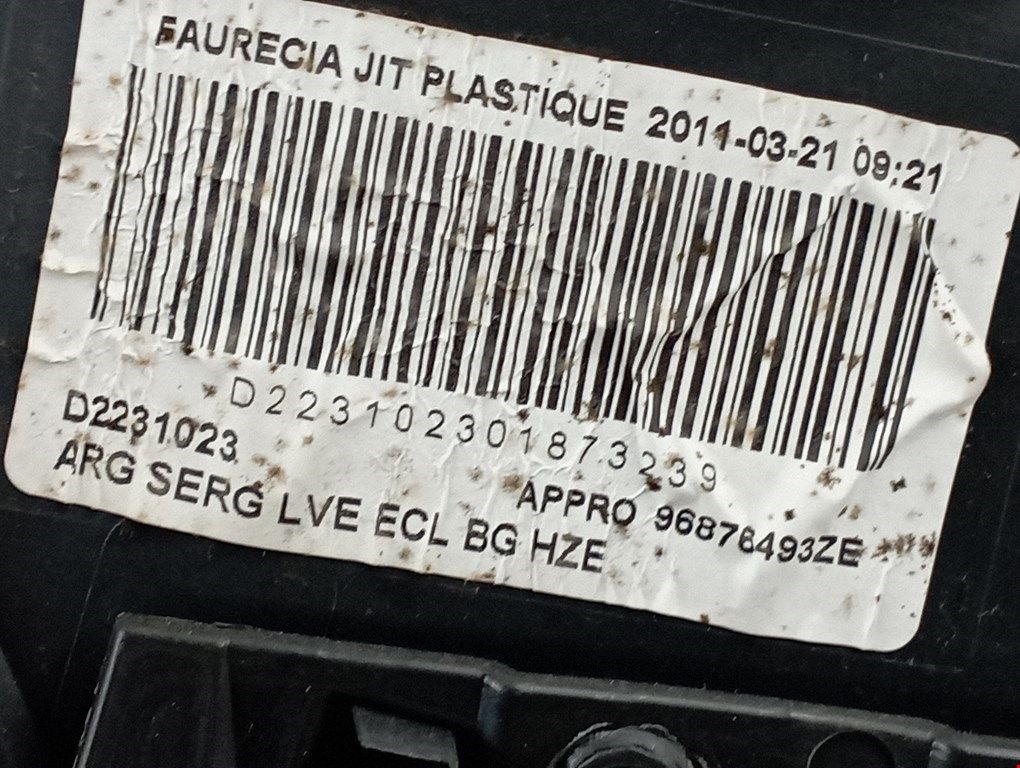 FAURECIA JIT PLASTIQUE 2011-03-21 09:21
D223102301873239
D2231023
APPRO 96876493ZE
ARG SERG LVE ECL BG HZE